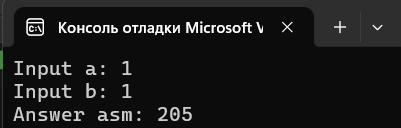 Консоль отладки Microsoft V
Input a: 1
Input b: 1
Answer asm: 205